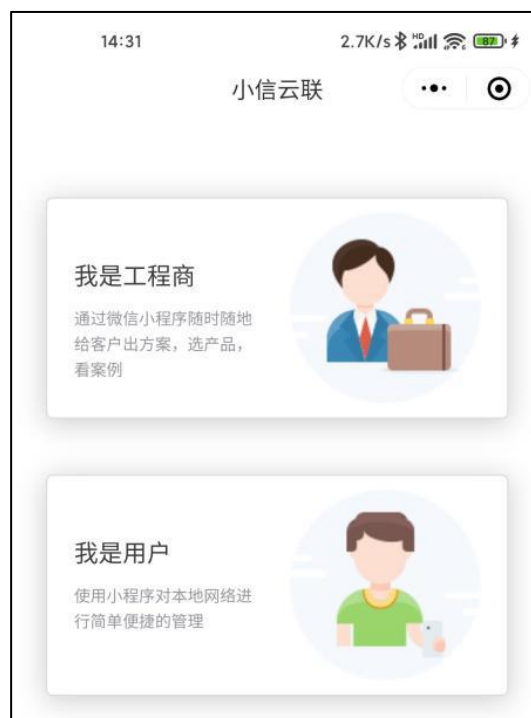 14:31
2.7K/s HD 87
小信云联
我是工程商
通过微信小程序随时随地
给客户出方案，选产品，
看案例
我是用户
使用小程序对本地网络进
行简单便捷的管理